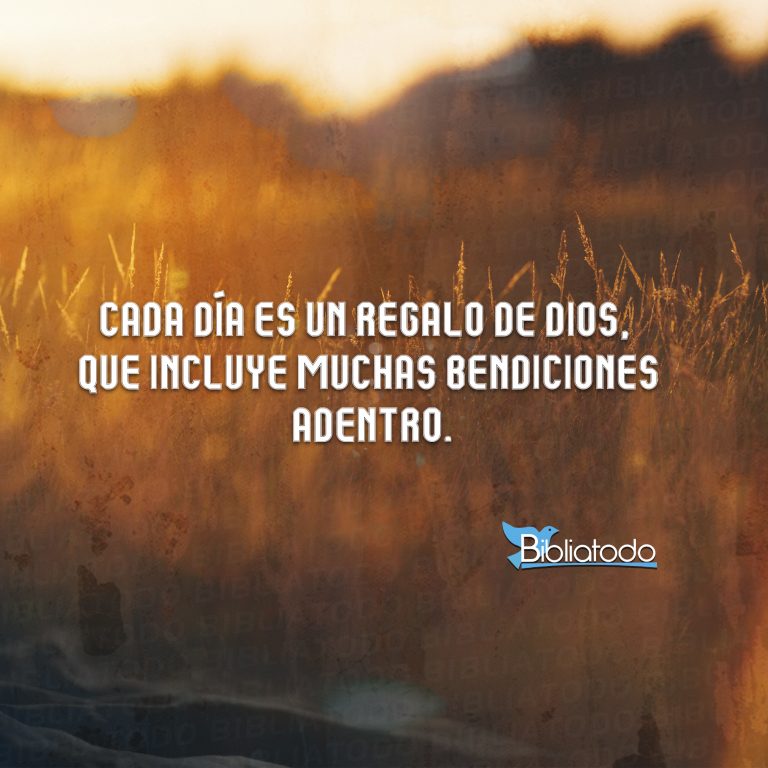 CADA DÍA ES UN REGALO DE DIOS,
QUE INCLUYE MUCHAS BENDICIONES
ADENTRO.
Bibliatodo